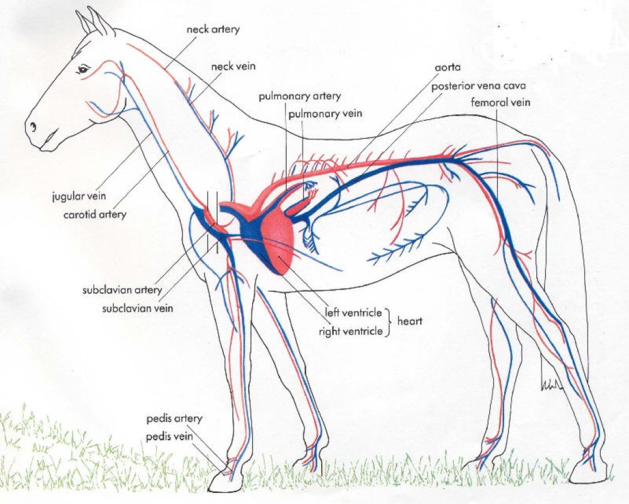 neck artery
neck vein
aorta
posterior vena cava
femoral vein
pulmonary artery
pulmonary vein
jugular vein
carotid artery
subclavian artery
subclavian vein
left ventricle
right ventricle
heart
pedis artery
pedis vein